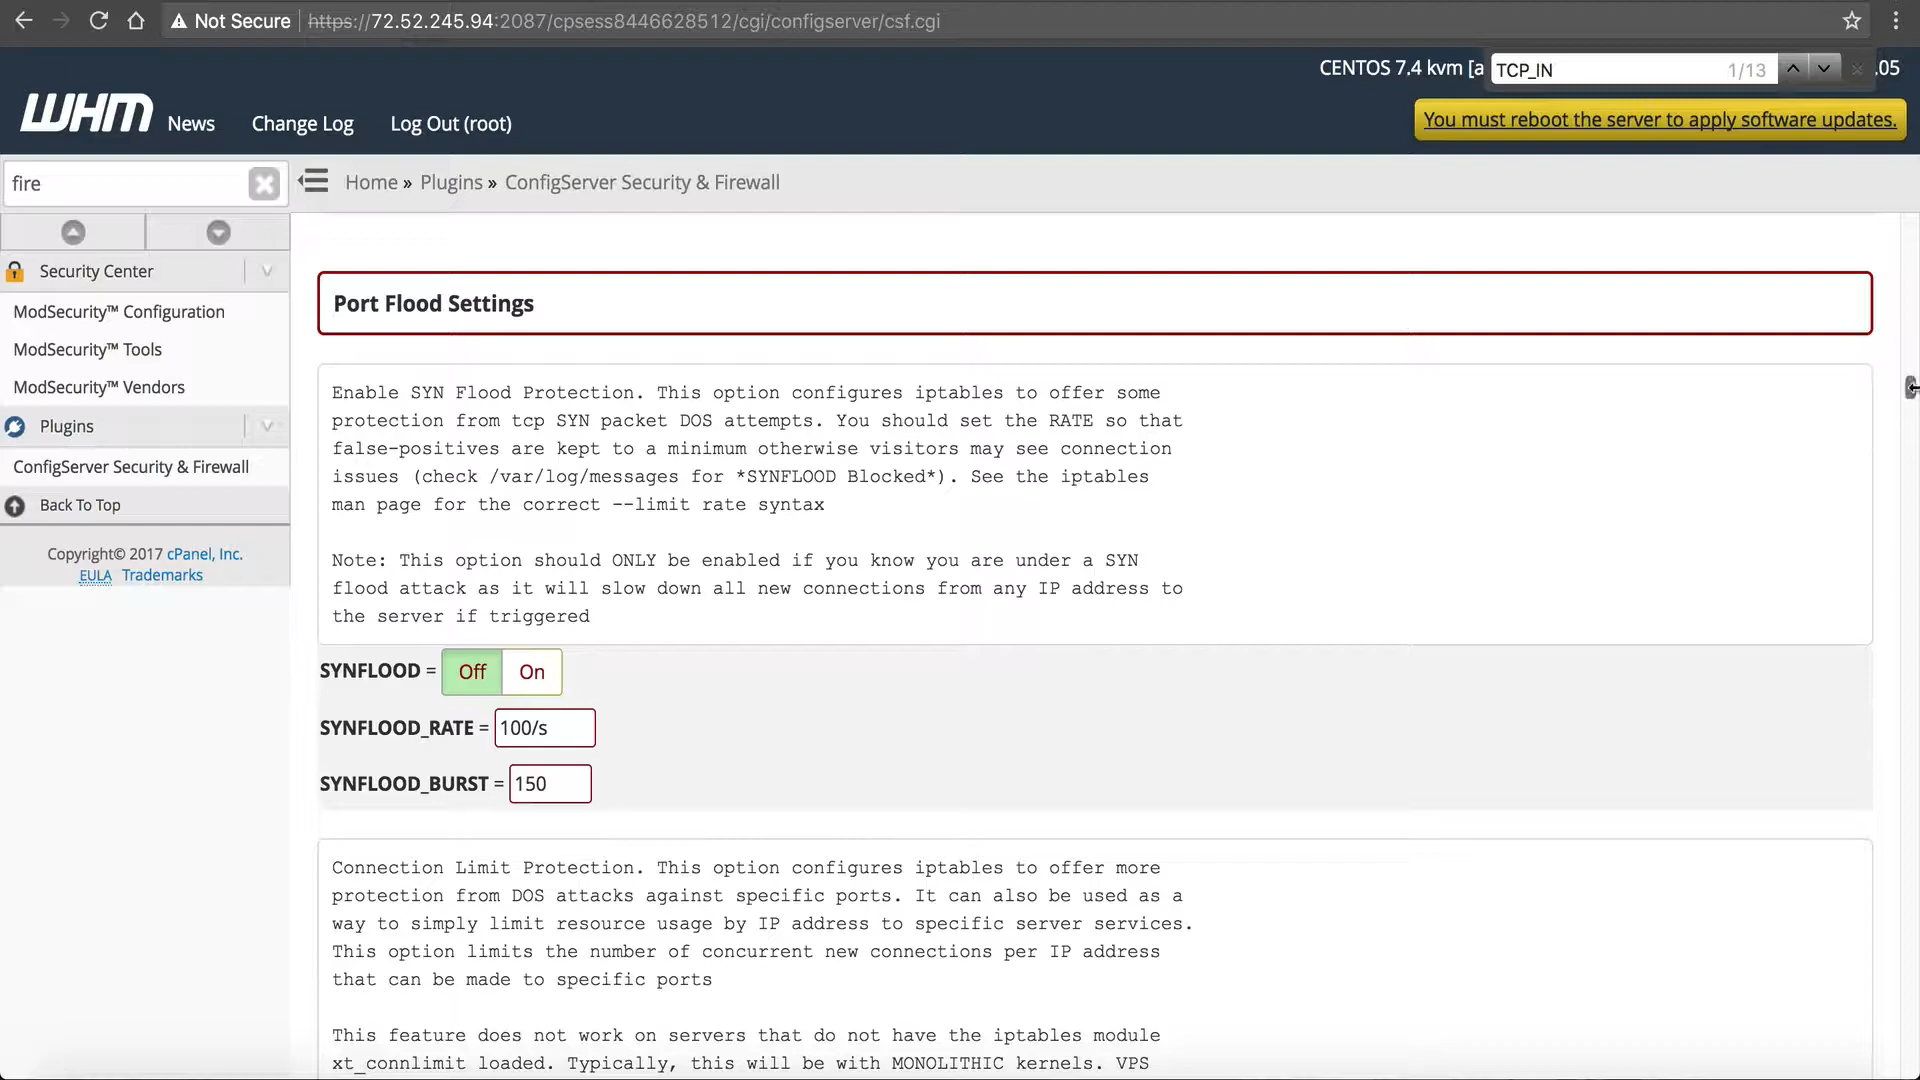 Not Secure https://72.52.245.94:2087/cpsess8446628512/cgi/configserver/csf.cgi
CENTOS 7.4 kvm [a
TCP_IN 1/13
.05
WHM News Change Log Log Out (root)
You must reboot the server to apply software updates.
fire
Home » Plugins » ConfigServer Security & Firewall
Security Center
ModSecurity™ Configuration
ModSecurity™ Tools
ModSecurity™ Vendors
Plugins
ConfigServer Security & Firewall
Back To Top
Copyright© 2017 cPanel, Inc.
EULA Trademarks
Port Flood Settings
Enable SYN Flood Protection. This option configures iptables to offer some
protection from tcp SYN packet DOS attempts. You should set the RATE so that
false-positives are kept to a minimum otherwise visitors may see connection
issues (check /var/log/messages for *SYNFLOOD Blocked*). See the iptables
man page for the correct --limit rate syntax
Note: This option should ONLY be enabled if you know you are under a SYN
flood attack as it will slow down all new connections from any IP address to
the server if triggered
SYNFLOOD = Off On
SYNFLOOD_RATE = 100/s
SYNFLOOD_BURST = 150
Connection Limit Protection. This option configures iptables to offer more
protection from DOS attacks against specific ports. It can also be used as a
way to simply limit resource usage by IP address to specific server services.
This option limits the number of concurrent new connections per IP address
that can be made to specific ports
This feature does not work on servers that do not have the iptables module
xt_connlimit loaded. Typically, this will be with MONOLITHIC kernels. VPS